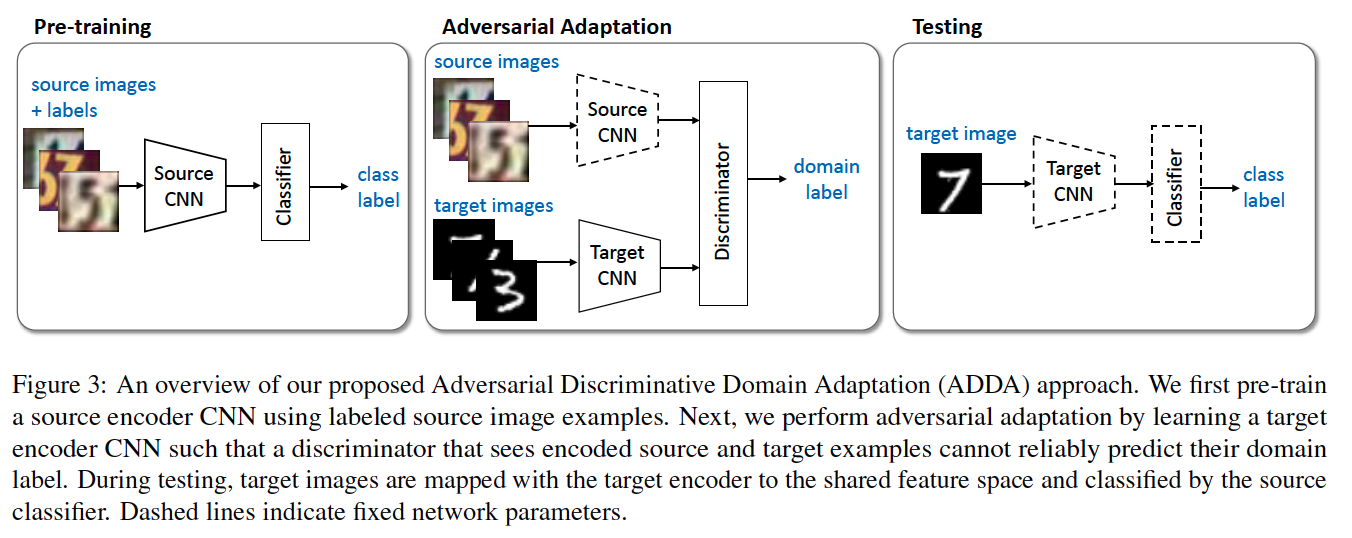 Pre-training
source images
+ labels
Source
CNN
Classifier
class
label
Adversarial Adaptation
source images
Source
CNN
target images
Target
CNN
Discriminator
domain
label
Testing
target image
Target
CNN
Classifier
class
label
Figure 3: An overview of our proposed Adversarial Discriminative Domain Adaptation (ADDA) approach. We first pre-train
a source encoder CNN using labeled source image examples. Next, we perform adversarial adaptation by learning a target
encoder CNN such that a discriminator that sees encoded source and target examples cannot reliably predict their domain
label. During testing, target images are mapped with the target encoder to the shared feature space and classified by the source
classifier. Dashed lines indicate fixed network parameters.
7
3